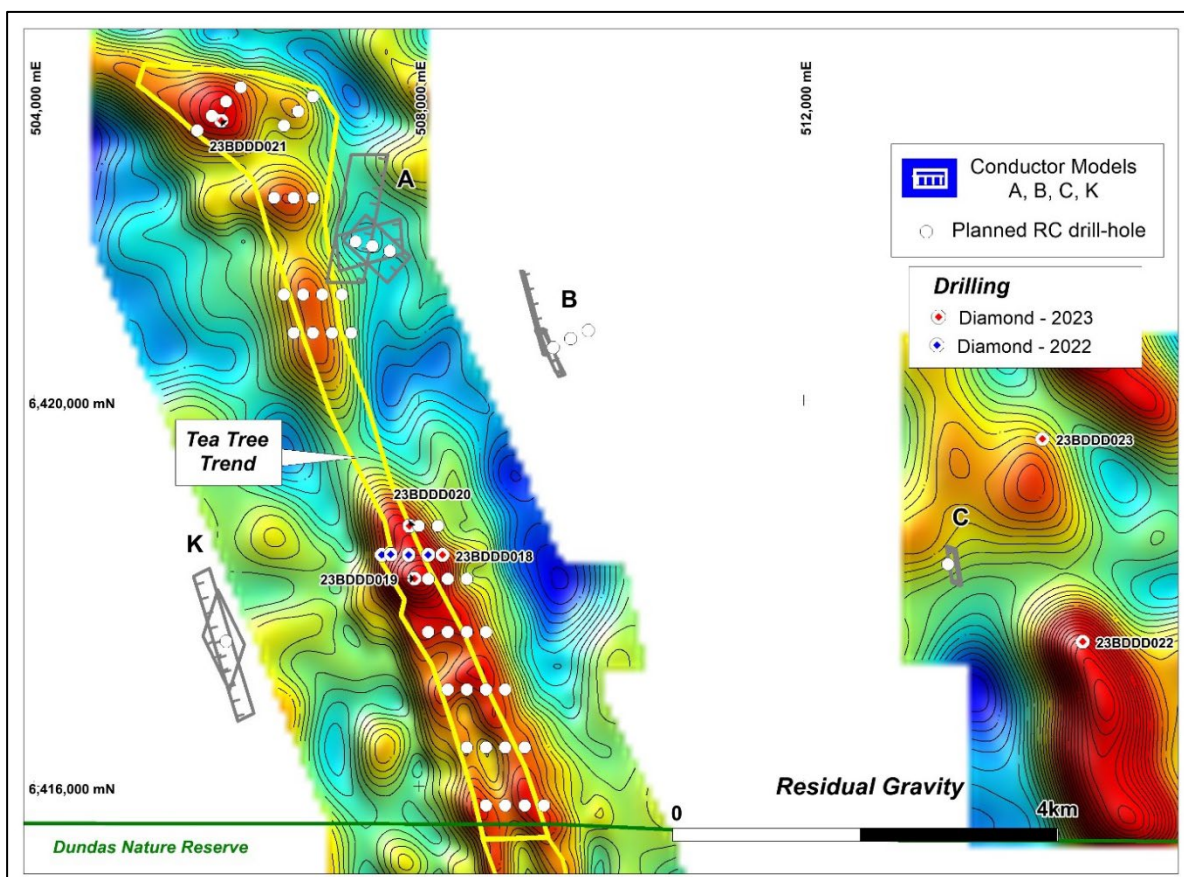 504,000 mE
508,000 mE
512,000 mE
23BDDD021
A
Conductor Models
A, B, C, K
Planned RC drill-hole
Drilling
Diamond - 2023
Diamond - 2022
B
6,420,000 mN
Tea Tree
Trend
23BDDD023
23BDDD020
K
23BDDD018
C
23BDDD019
23BDDD022
6,416,000 mN
Residual Gravity
0
4km
Dundas Nature Reserve